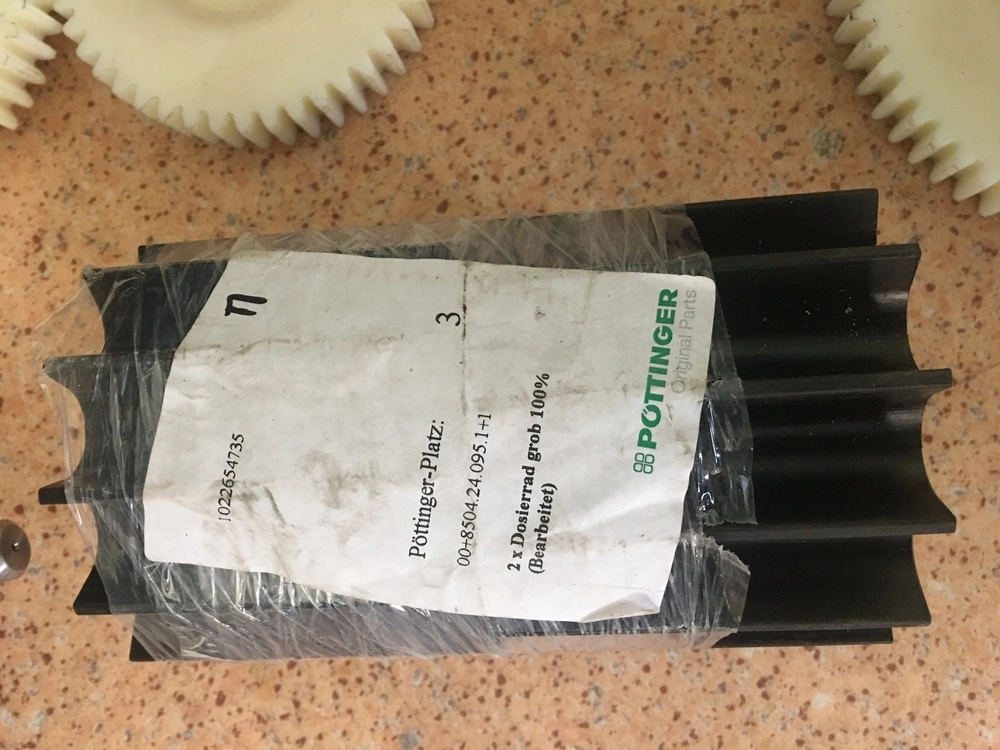 П
1022654735
3
Pöttinger-Platz:
00+8504.24.095.1+1
2 x Dosierrad grob 100%
(Bearbeitet)
PÖTTINGER
Original Parts